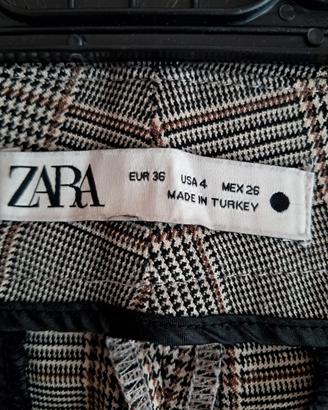 ZARA
EUR 36 USA 4 MEX 26
MADE IN TURKEY